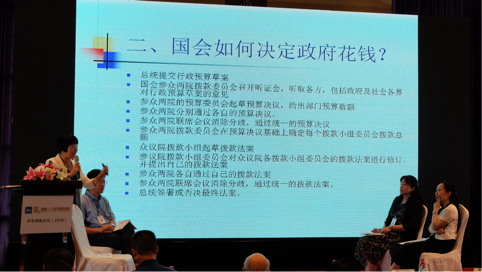 二、国会如何决定政府花钱？
总统提交行政预算草案
国会参众两院拨款委员会召开听证会，听取各方，包括政府及社会各界
对行政预算草案的意见
参众两院的预算委员会起草预算决议，给出部门预算数额
参众两院分别通过各自的预算决议。
参众两院联席会议消除分歧，通过统一的预算决议
参众两院拨款委员会在预算决议基础上确定每个拨款小组委员会拨款总
额
众议院拨款小组起草拨款法案
参议院拨款小组委员会对众议院各拨款小组委员会的拨款法案进行修订，
并提出自己的拨款法案
参众两院各自通过自己的拨款法案
参众两院联席会议消除分歧，通过统一的拨款法案。
总统签署或否决最终法案。